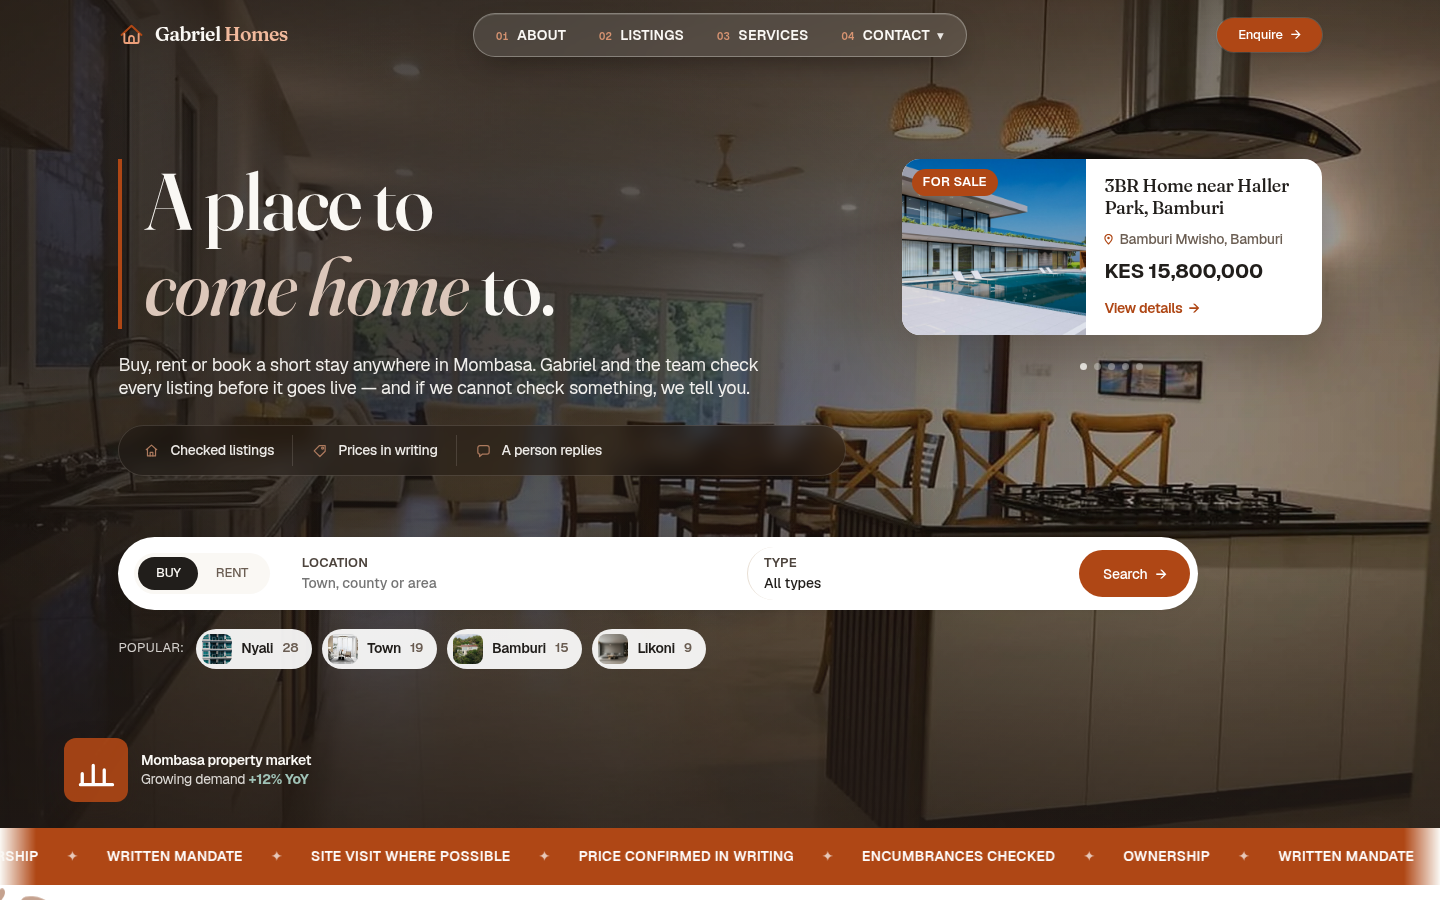 Gabriel Homes
01 ABOUT 02 LISTINGS 03 SERVICES 04 CONTACT ▾
Enquire →
A place to
come home to.
Buy, rent or book a short stay anywhere in Mombasa. Gabriel and the team check
every listing before it goes live — and if we cannot check something, we tell you.
Checked listings
Prices in writing
A person replies
FOR SALE
3BR Home near Haller
Park, Bamburi
Bamburi Mwisho, Bamburi
KES 15,800,000
View details →
BUY RENT
LOCATION
Town, county or area
TYPE
All types
Search →
POPULAR: Nyali 28 Town 19 Bamburi 15 Likoni 9
Mombasa property market
Growing demand +12% YoY
SHIP ✦ WRITTEN MANDATE ✦ SITE VISIT WHERE POSSIBLE ✦ PRICE CONFIRMED IN WRITING ✦ ENCUMBRANCES CHECKED ✦ OWNERSHIP ✦ WRITTEN MANDATE